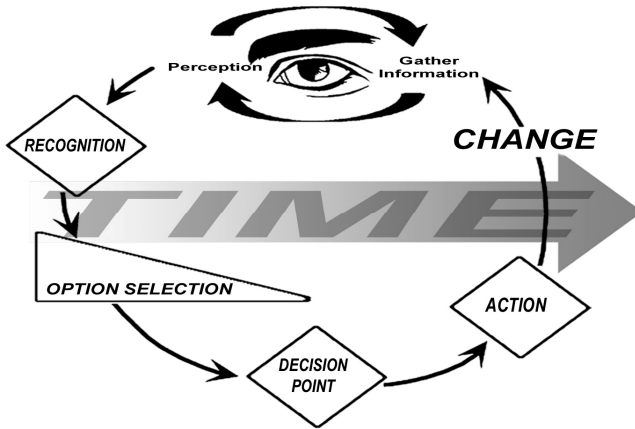 Perception
Gather
Information
RECOGNITION
CHANGE
TIME
OPTION SELECTION
ACTION
DECISION
POINT